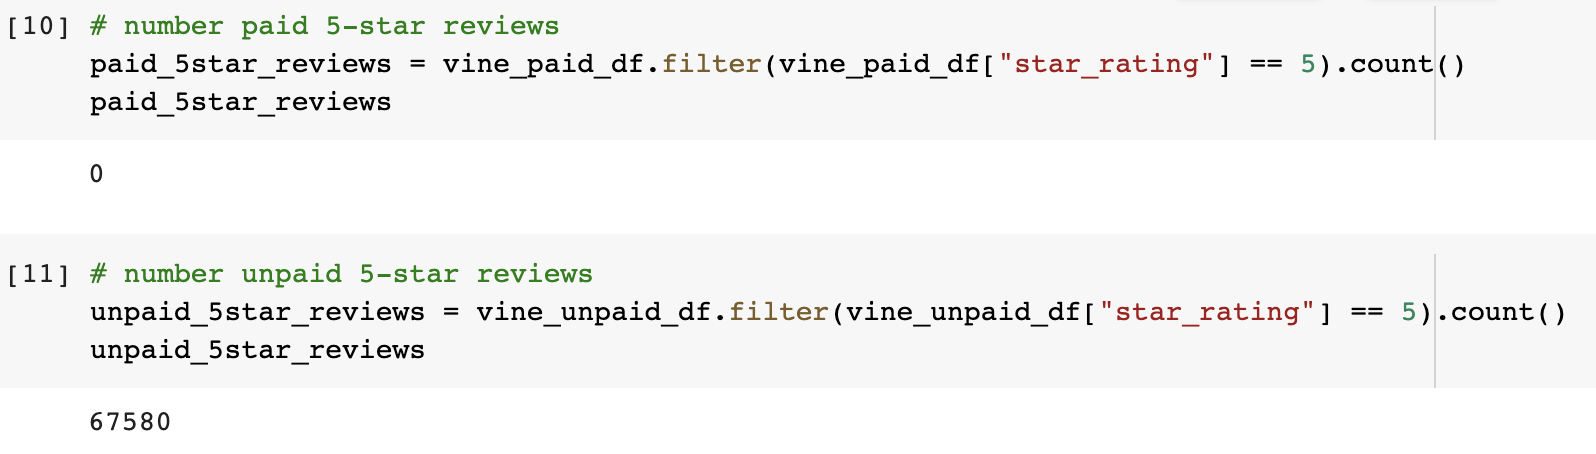 [10] # number paid 5-star reviews
paid_5star_reviews = vine_paid_df.filter(vine_paid_df["star_rating"] == 5).count()
paid_5star_reviews
0
[11] # number unpaid 5-star reviews
unpaid_5star_reviews = vine_unpaid_df.filter(vine_unpaid_df["star_rating"] == 5).count()
unpaid_5star_reviews
67580